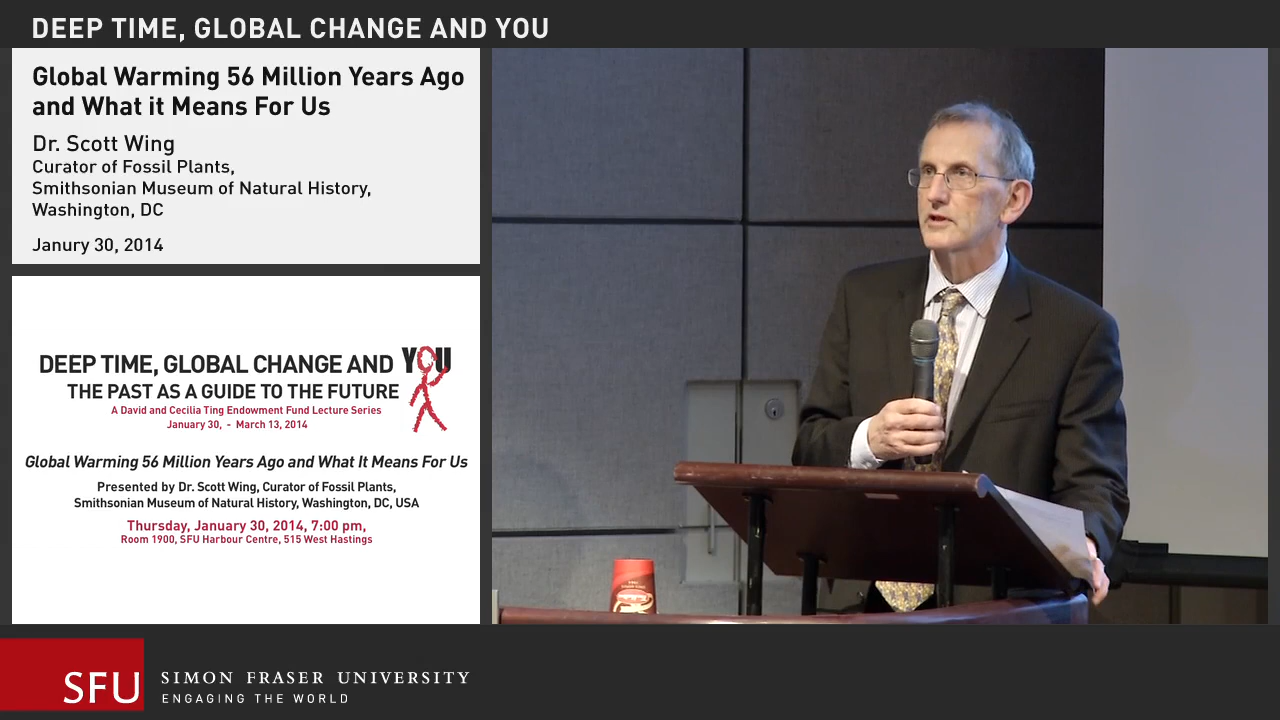 DEEP TIME, GLOBAL CHANGE AND YOU
Global Warming 56 Million Years Ago
and What it Means For Us
Dr. Scott Wing
Curator of Fossil Plants,
Smithsonian Museum of Natural History,
Washington, DC
Janury 30, 2014
DEEP TIME, GLOBAL CHANGE AND YOU
THE PAST AS A GUIDE TO THE FUTURE
A David and Cecilia Ting Endowment Fund Lecture Series
January 30, - March 13, 2014
Global Warming 56 Million Years Ago and What It Means For Us
Presented by Dr. Scott Wing, Curator of Fossil Plants,
Smithsonian Museum of Natural History, Washington, DC, USA
Thursday, January 30, 2014, 7:00 pm,
Room 1900, SFU Harbour Centre, 515 West Hastings
SFU
SIMON FRASER UNIVERSITY
ENGAGING THE WORLD